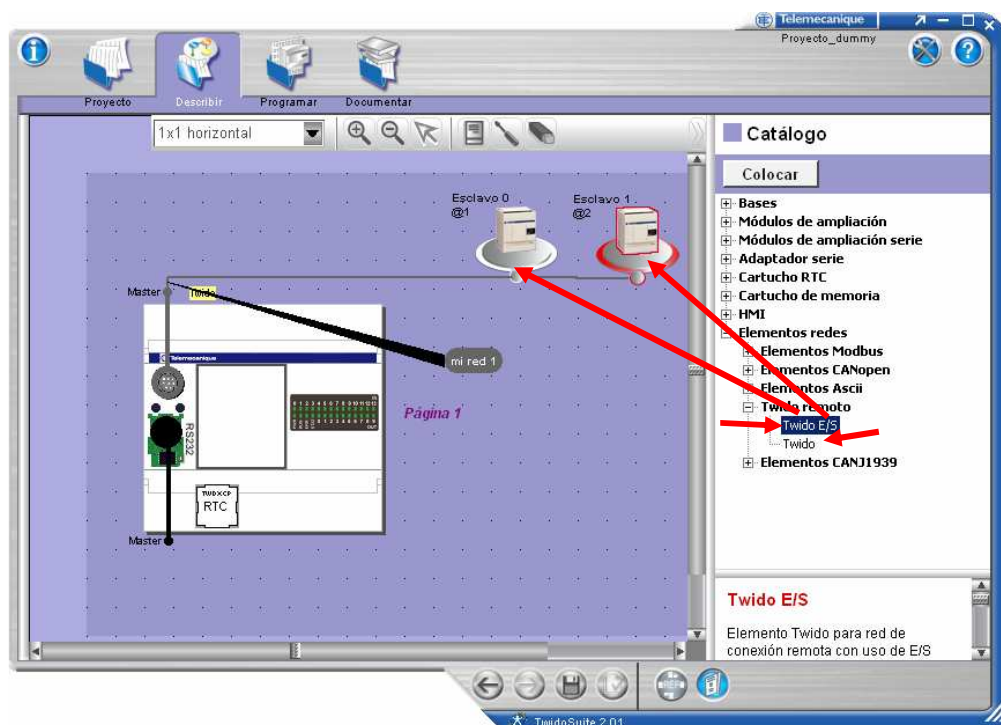 Telemecanique
Proyecto_dummy
Proyecto
Describir
Programar
Documentar
1x1 horizontal
Catálogo
Colocar
Bases
Módulos de ampliación
Módulos de ampliación serie
Adaptador serie
Cartucho RTC
Cartucho de memoria
HMI
Elementos redes
Elementos Modbus
Elementos CANopen
Elementos Ascii
Twido remoto
Twido E/S
Twido
Elementos CANJ1939
Esclavo 0
@1
Esclavo 1
@2
Master
Twido
mi red 1
Telemecanique
RS232
Página 1
TWDXCP
RTC
Master
Twido E/S
Elemento Twido para red de
conexión remota con uso de E/S
TwidoSuite 2.01